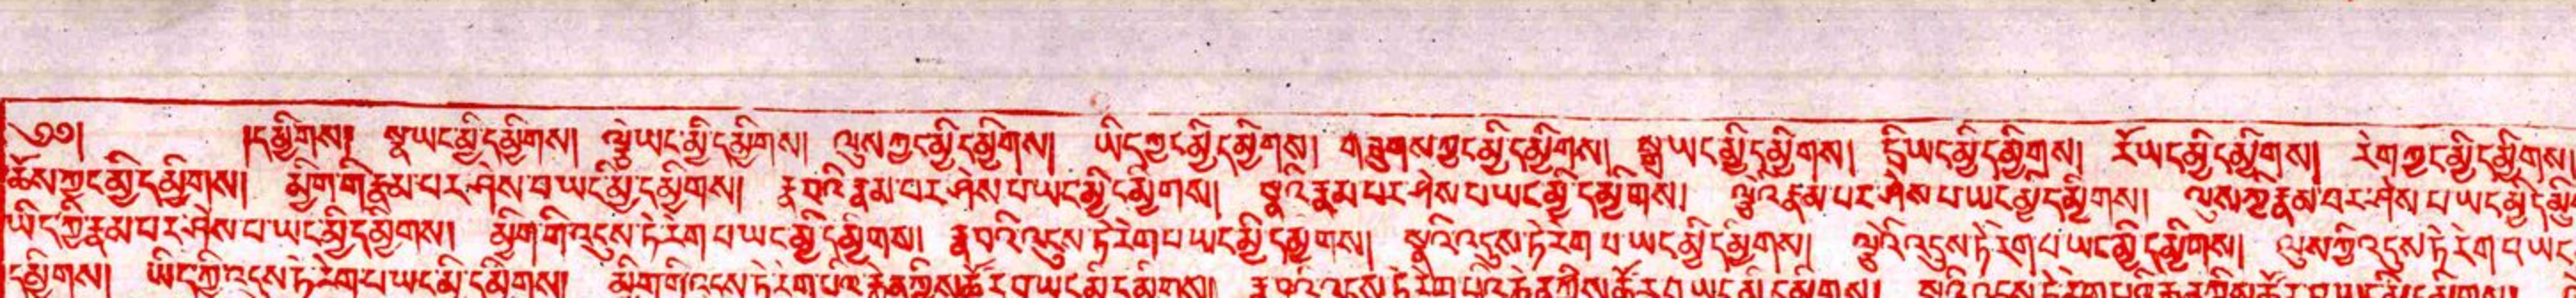 ༄༅། །དམྱིགས། སྣ་ཡང་མྱི་དམྱིགས། ལྕེ་ཡང་མྱི་དམྱིགས། ལུས་ཀྱང་མྱི་དམྱིགས། ཡིད་ཀྱང་མྱི་དམྱིགས། གཟུགས་ཀྱང་མྱི་དམྱིགས། སྒྲ་ཡང་མྱི་དམྱིགས། དྲི་ཡང་མྱི་དམྱིགས། རོ་ཡང་མྱི་དམྱིགས། རེག་ཀྱང་མྱི་དམྱིགས།
ཆོས་ཀྱང་མྱི་དམྱིགས། མྱིག་གི་རྣམ་པར་ཤེས་པ་ཡང་མྱི་དམྱིགས། རྣ་བའི་རྣམ་པར་ཤེས་པ་ཡང་མྱི་དམྱིགས། སྣའི་རྣམ་པར་ཤེས་པ་ཡང་མྱི་དམྱིགས། ལྕེའི་རྣམ་པར་ཤེས་པ་ཡང་མྱི་དམྱིགས། ལུས་ཀྱི་རྣམ་པར་ཤེས་པ་ཡང་མྱི་དམྱི
ཡིད་ཀྱི་རྣམ་པར་ཤེས་པ་ཡང་མྱི་དམྱིགས། མྱིག་གི་འདུས་ཏེ་རེག་པ་ཡང་མྱི་དམྱིགས། རྣ་བའི་འདུས་ཏེ་རེག་པ་ཡང་མྱི་དམྱིགས། སྣའི་འདུས་ཏེ་རེག་པ་ཡང་མྱི་དམྱིགས། ལྕེའི་འདུས་ཏེ་རེག་པ་ཡང་མྱི་དམྱིགས། ལུས་ཀྱི་འདུས་ཏེ་རེག་པ་ཡང
དམྱིགས། ཡིད་ཀྱི་འདུས་ཏེ་རེག་པ་ཡང་མྱི་དམྱིགས། མྱིག་གི་འདུས་ཏེ་རེག་པའི་རྐྱེན་ཀྱིས་ཚོར་བ་ཡང་མྱི་དམྱིགས། རྣ་བའི་འདུས་ཏེ་རེག་པའི་རྐྱེན་ཀྱིས་ཚོར་བ་ཡང་མྱི་དམྱིགས། སྣའི་འདུས་ཏེ་རེག་པའི་རྐྱེན་ཀྱིས་ཚོར་བ་ཡང་མྱི་དམྱིགས།